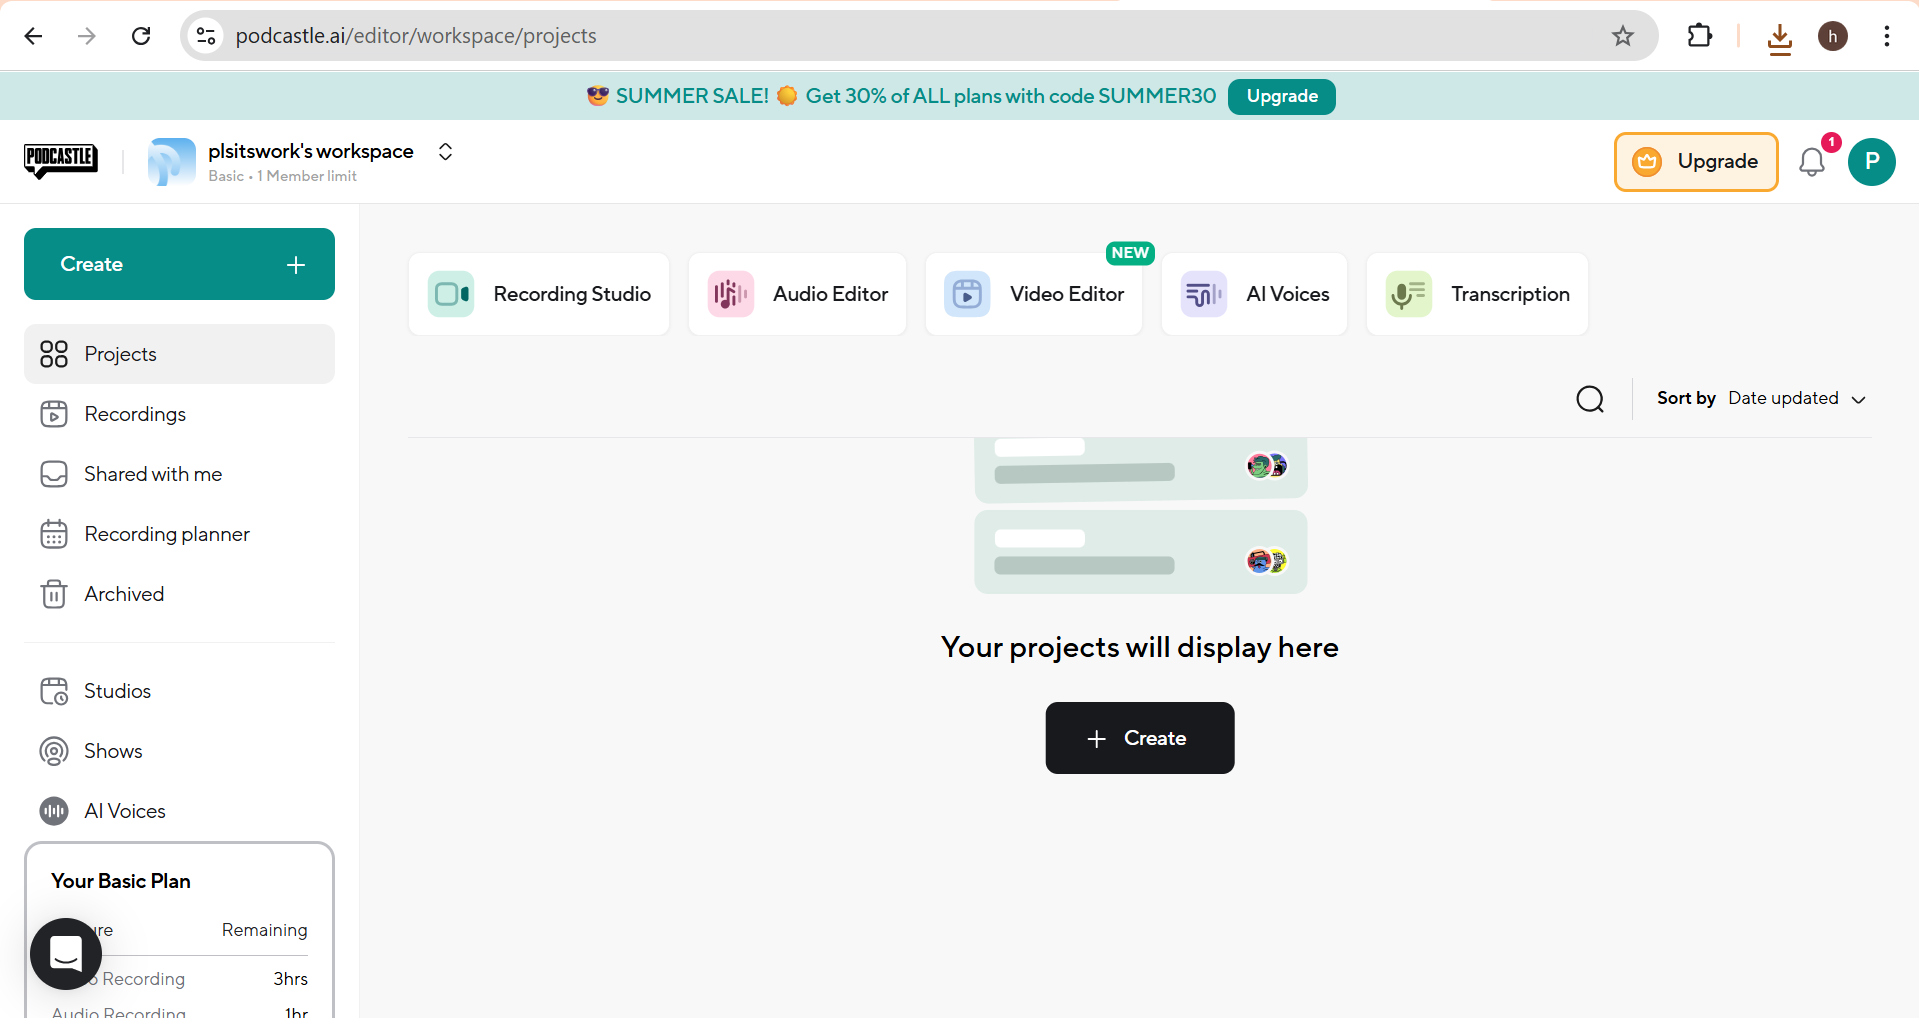 podcastle.ai/editor/workspace/projects
h
😎 SUMMER SALE! 🌞 Get 30% of ALL plans with code SUMMER30
Upgrade
PODCASTLE
plsitswork's workspace
Basic • 1 Member limit
Upgrade
1
P
Create
Projects
Recordings
Shared with me
Recording planner
Archived
Studios
Shows
AI Voices
Your Basic Plan
Remaining
Recording 3hrs
Audio Recording 1hr
Recording Studio
Audio Editor
NEW
Video Editor
AI Voices
Transcription
Sort by Date updated
Your projects will display here
Create